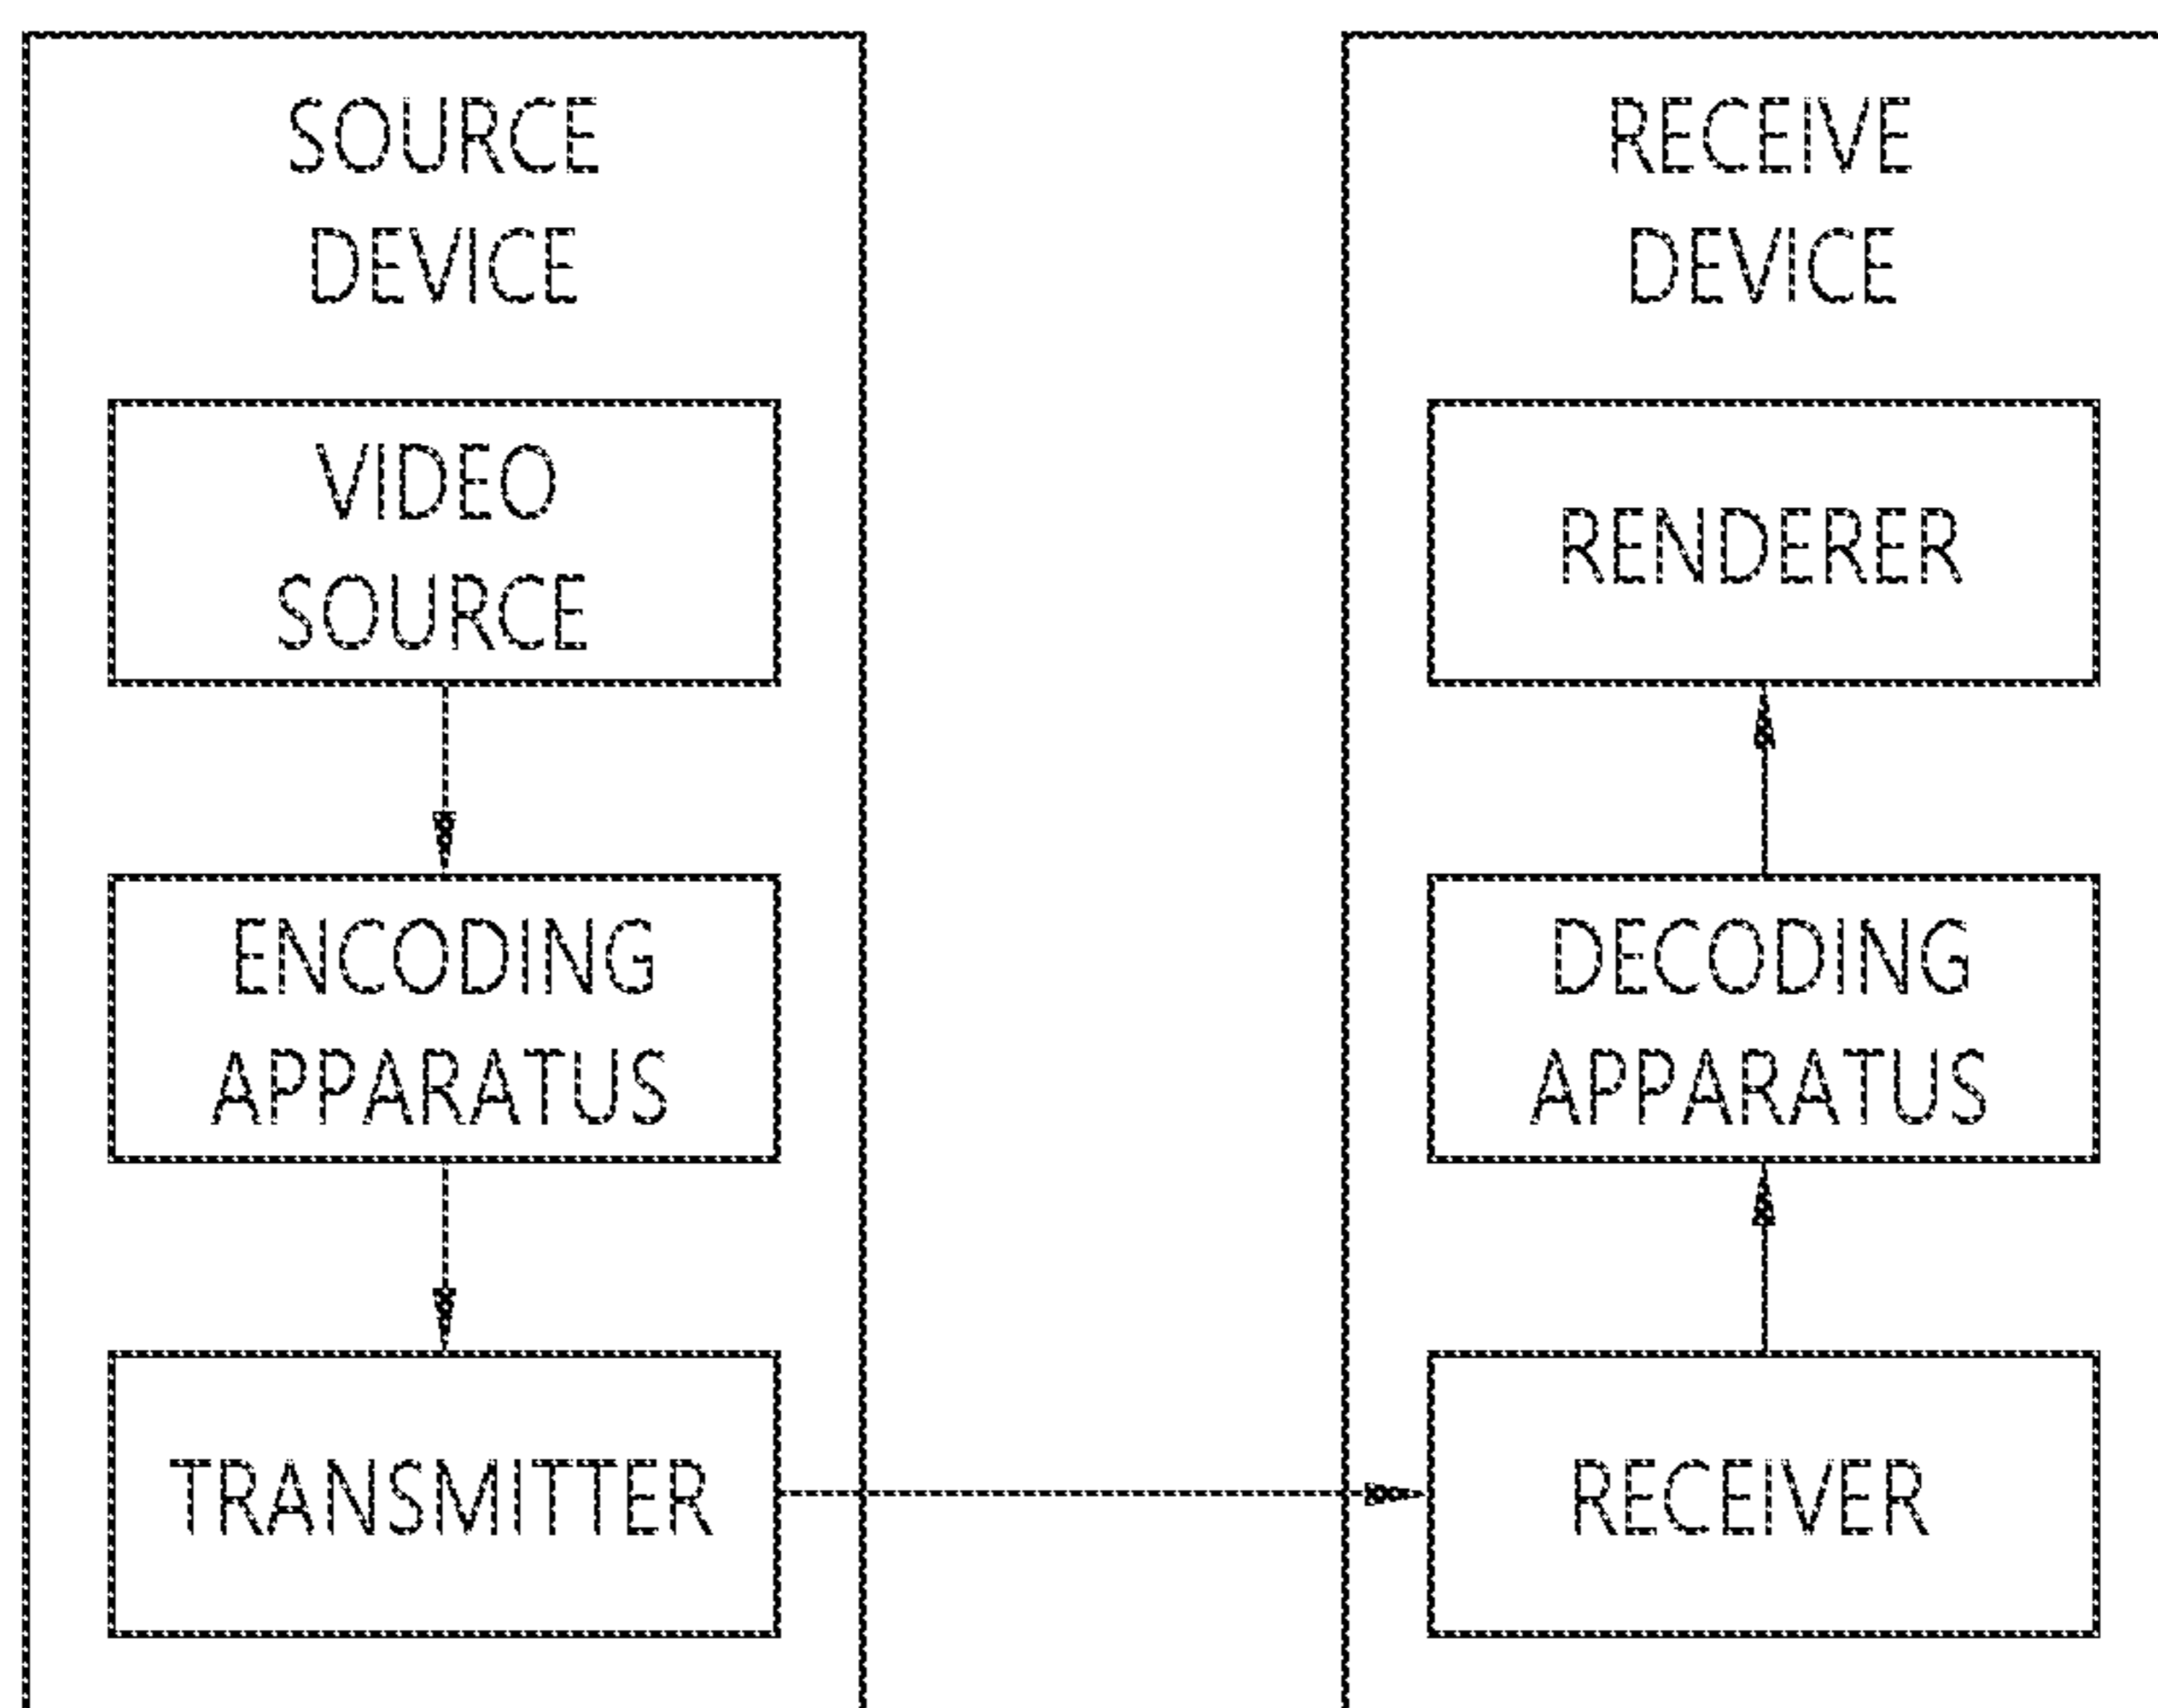 SOURCE
DEVICE
VIDEO
SOURCE
ENCODING
APPARATUS
TRANSMITTER
RECEIVE
DEVICE
RENDERER
DECODING
APPARATUS
RECEIVER